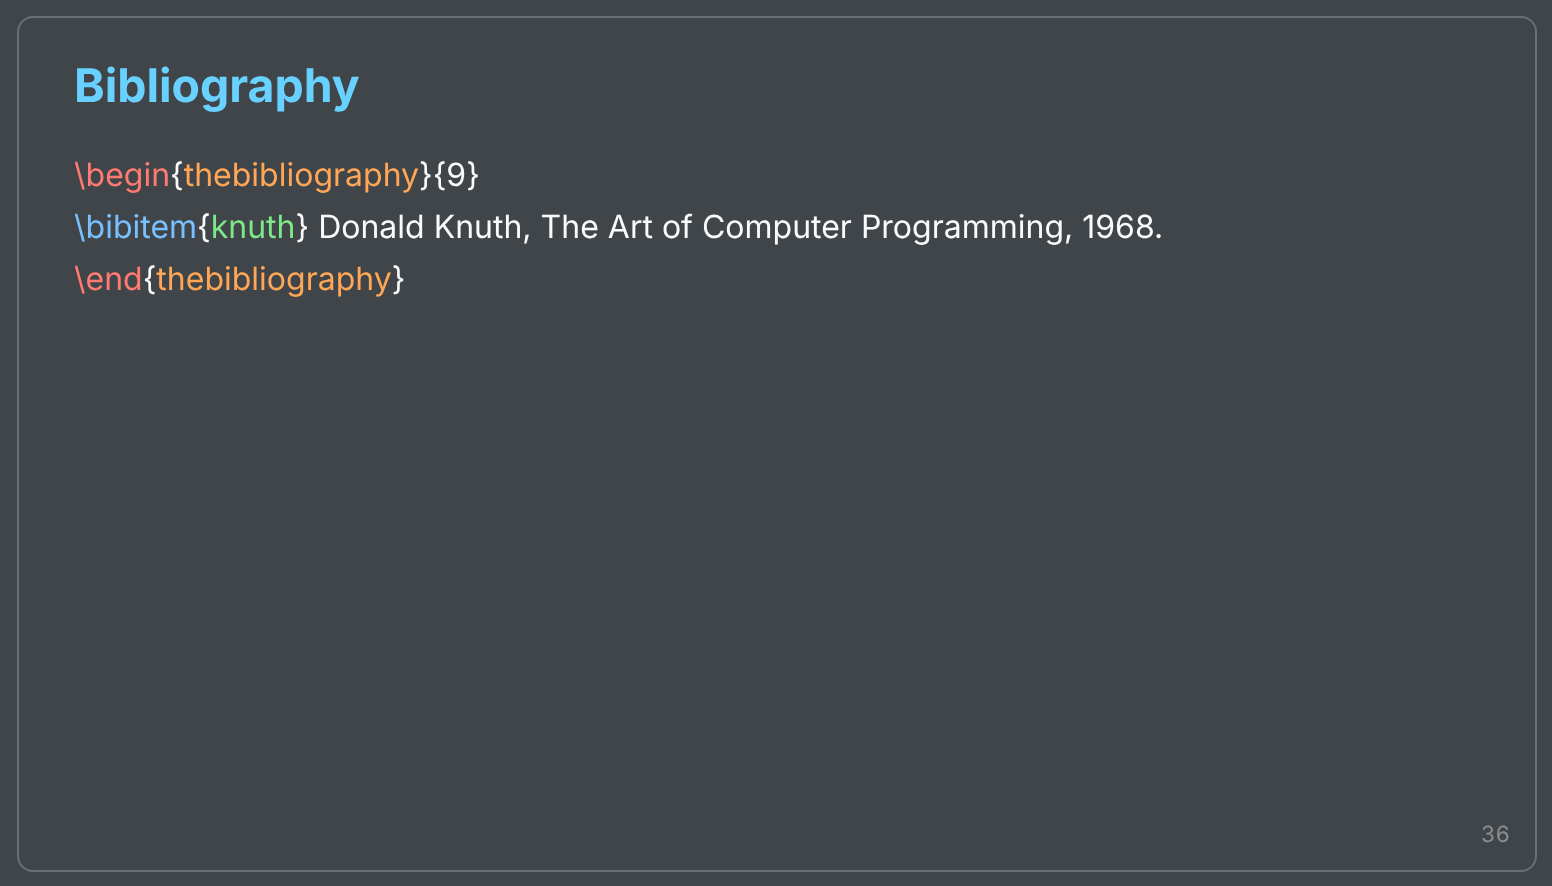 Bibliography
\begin{thebibliography}{9}
\bibitem{knuth} Donald Knuth, The Art of Computer Programming, 1968.
\end{thebibliography}
36